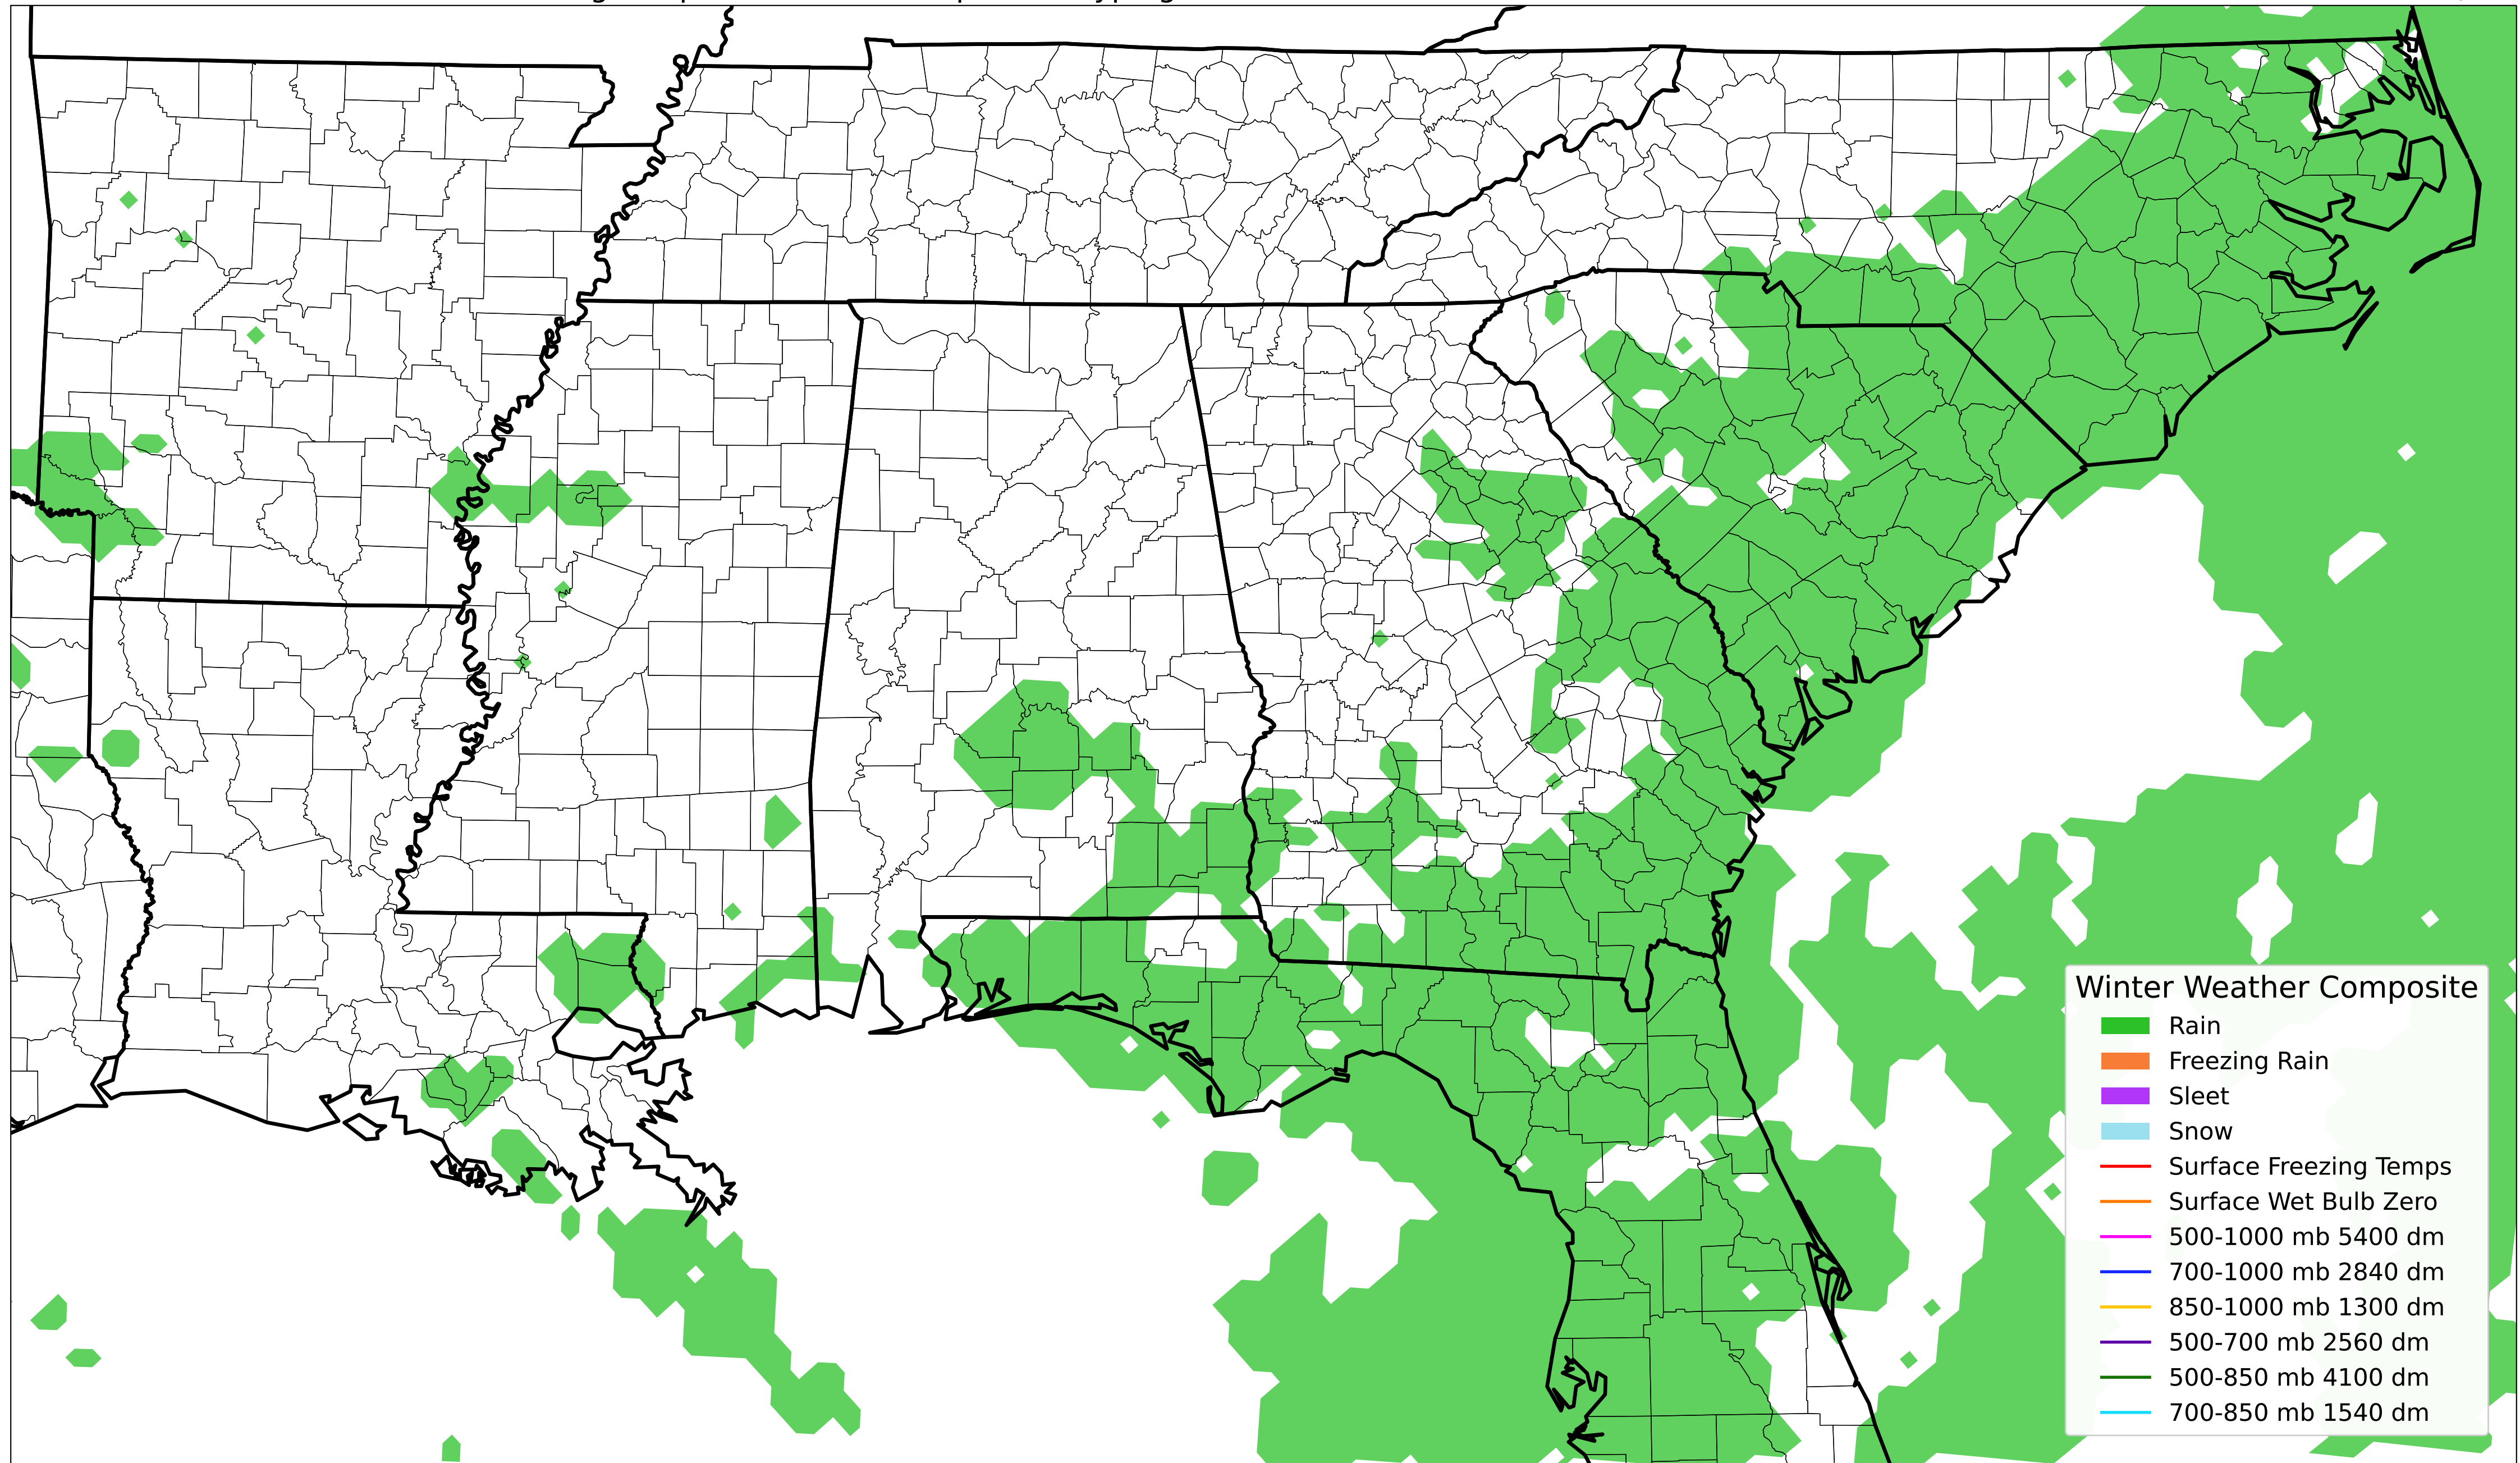 Winter Weather Composite
Rain
Freezing Rain
Sleet
Snow
Surface Freezing Temps
Surface Wet Bulb Zero
500-1000 mb 5400 dm
700-1000 mb 2840 dm
850-1000 mb 1300 dm
500-700 mb 2560 dm
500-850 mb 4100 dm
700-850 mb 1540 dm